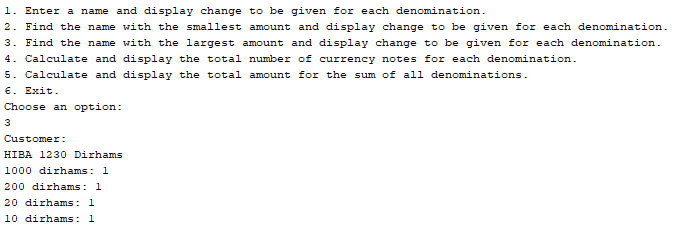 1. Enter a name and display change to be given for each denomination.
2. Find the name with the smallest amount and display change to be given for each denomination.
3. Find the name with the largest amount and display change to be given for each denomination.
4. Calculate and display the total number of currency notes for each denomination.
5. Calculate and display the total amount for the sum of all denominations.
6. Exit.
Choose an option:
3
Customer:
HIBA 1230 Dirhams
1000 dirhams: 1
200 dirhams: 1
20 dirhams: 1
10 dirhams: 1